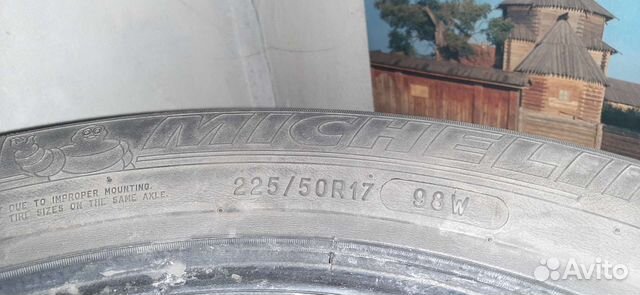 MICHELIN
225/50R17 98W
DUE TO IMPROPER MOUNTING.
TIRE SIZES ON THE SAME AXLE.
Avito